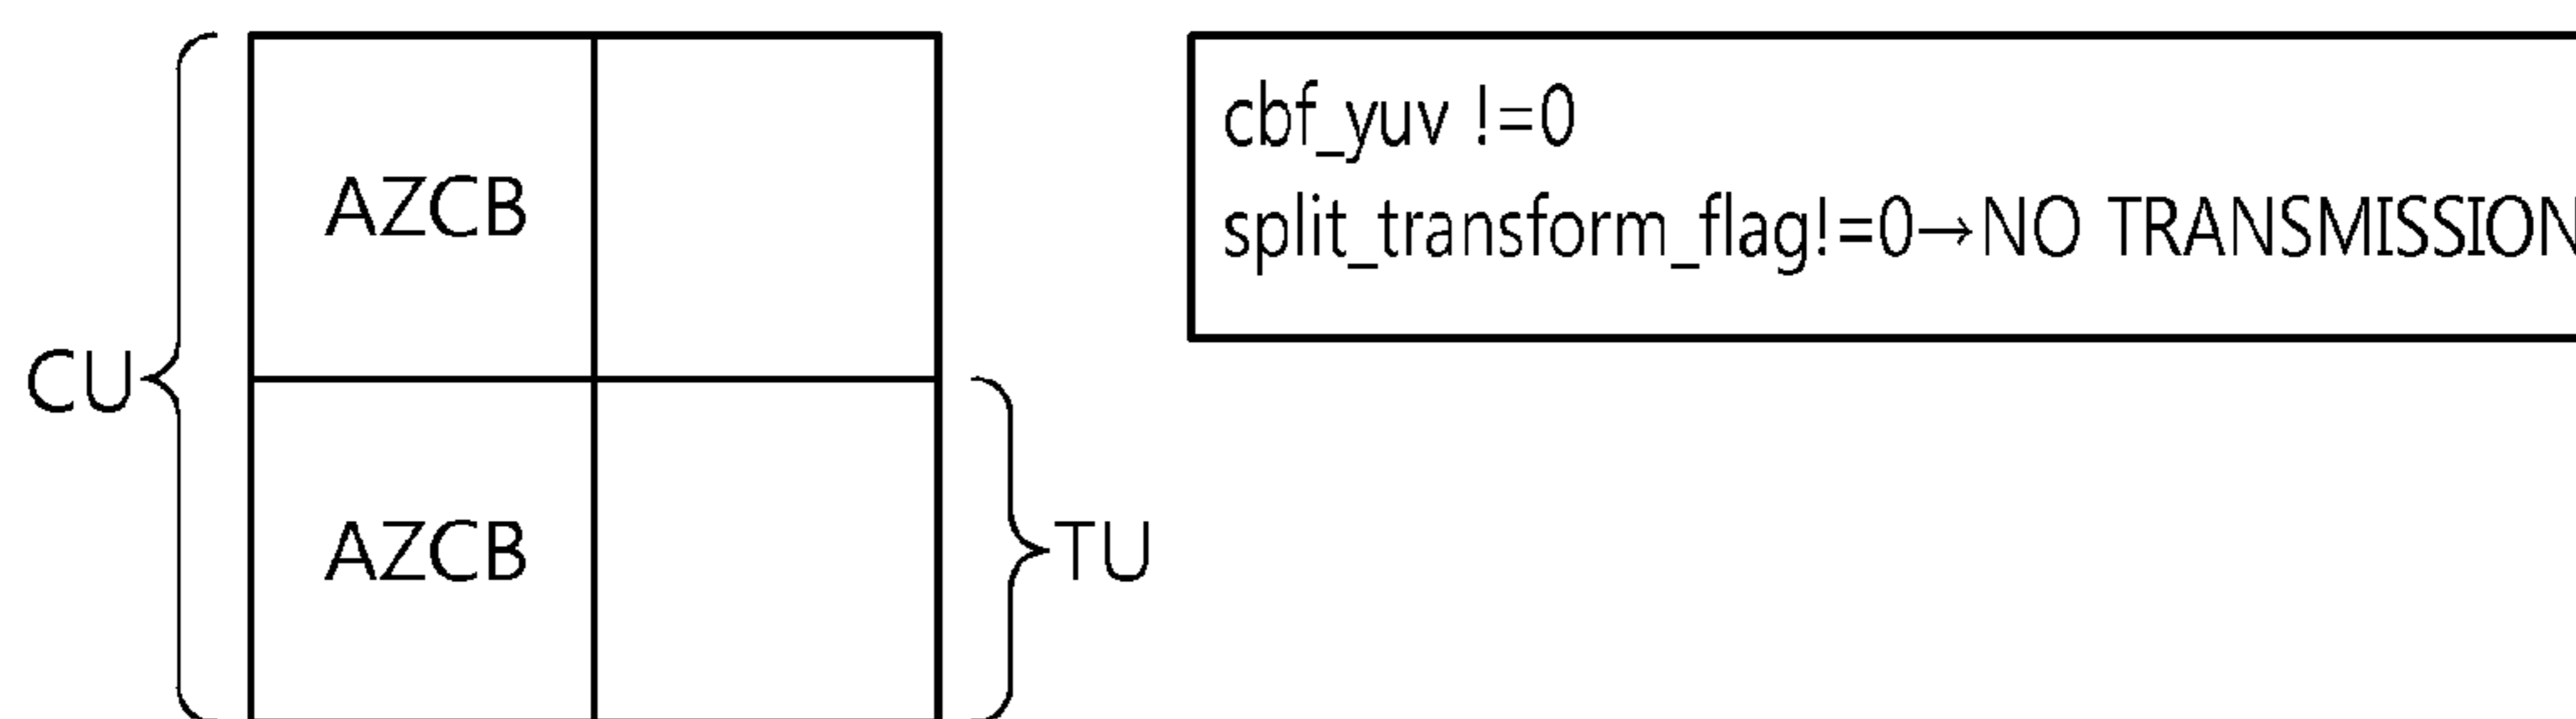 cbf_yuv !=0
split_transform_flag!=0→NO TRANSMISSION
AZCB
CU
AZCB
TU